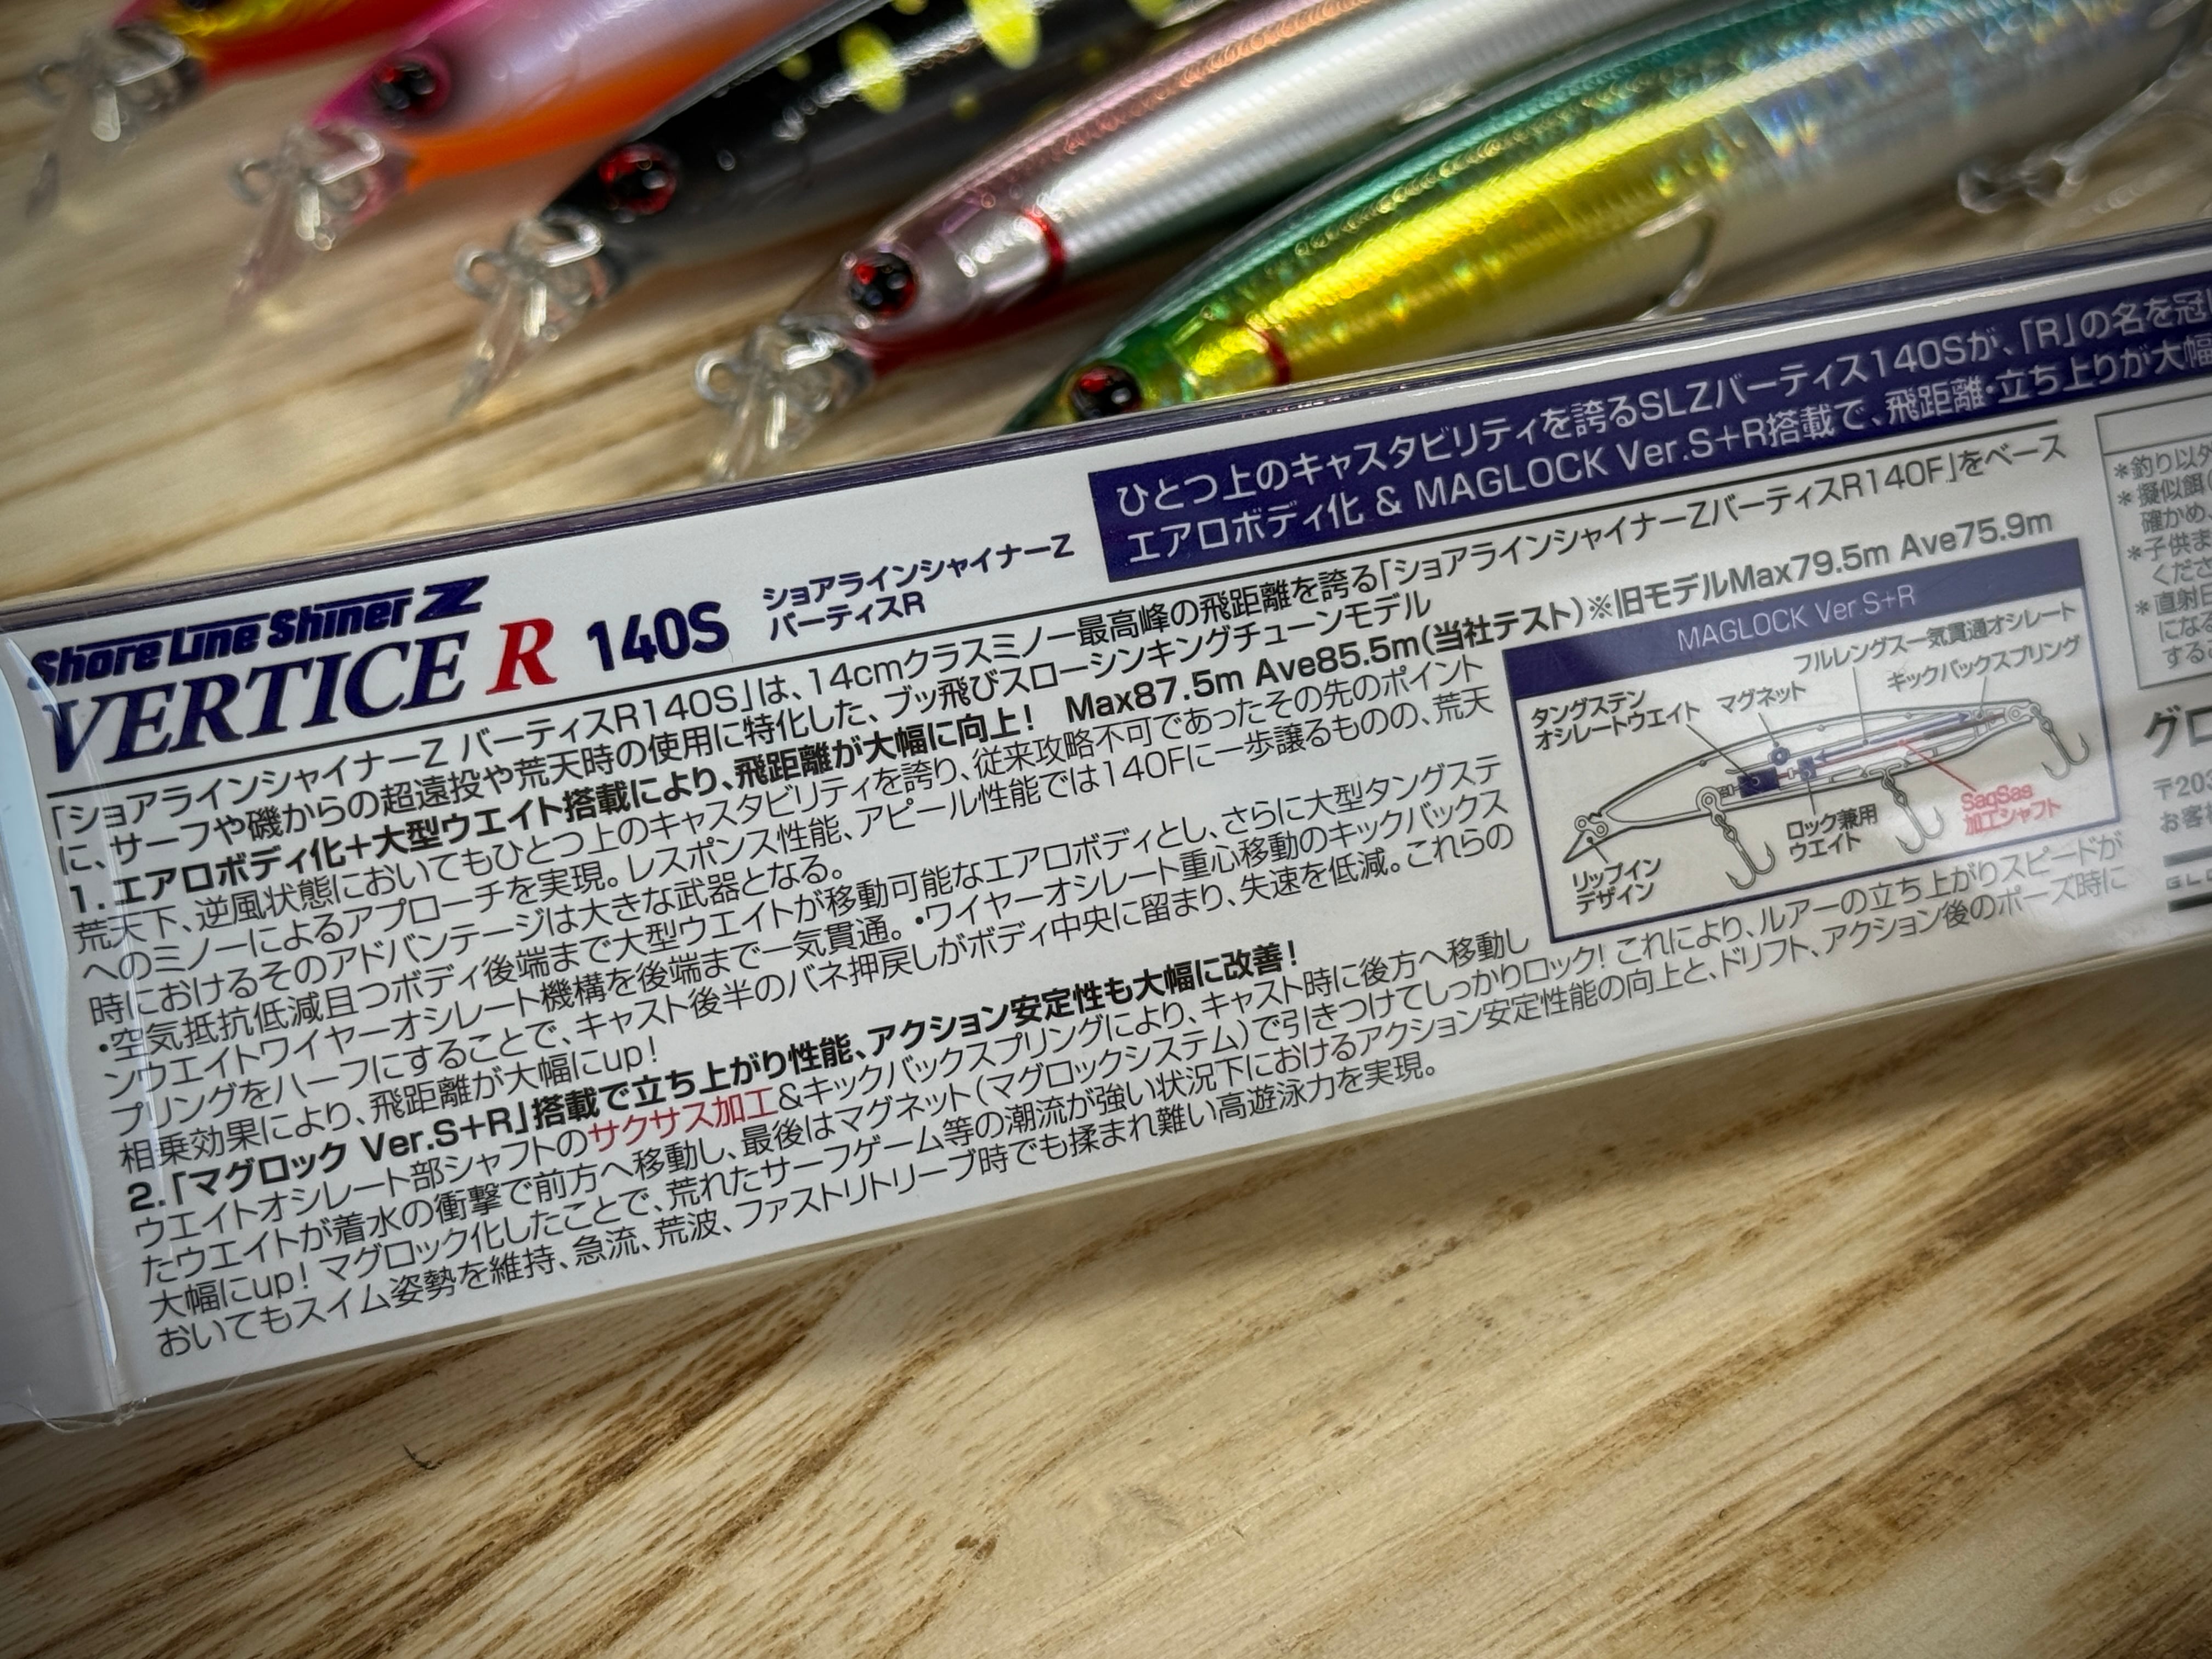 Shore Line Shiner Z
VERTICE R 140S
ショアラインシャイナーZ
バーティスR
ひとつ上のキャスタビリティを誇るSLZバーティス140Sが、「R」の名を冠
エアロボディ化 & MAGLOCK Ver.S+R搭載で、飛距離・立ち上りが大幅
「ショアラインシャイナーZ バーティスR140S」は、14cmクラスミノー最高峰の飛距離を誇る「ショアラインシャイナーZバーティスR140F」をベース
に、サーフや磯からの超遠投や荒天時の使用に特化した、ブッ飛びスローシンキングチューンモデル
1. エアロボディ化+大型ウエイト搭載により、飛距離が大幅に向上! Max87.5m Ave85.5m(当社テスト)※旧モデルMax79.5m Ave75.9m
荒天下、逆風状態においてもひとつ上のキャスタビリティを誇り、従来攻略不可であったその先のポイント
へのミノーによるアプローチを実現。レスポンス性能、アピール性能では140Fに一歩譲るものの、荒天
時におけるそのアドバンテージは大きな武器となる。
・空気抵抗低減且つボディ後端まで大型ウエイトが移動可能なエアロボディとし、さらに大型タングステ
ンウエイトワイヤーオシレート機構を後端まで一気貫通。・ワイヤーオシレート重心移動のキックバックス
プリングをハーフにすることで、キャスト後半のバネ押戻しがボディ中央に留まり、失速を低減。これらの
相乗効果により、飛距離が大幅にup!
2.「マグロック Ver.S+R」搭載で立ち上がり性能、アクション安定性も大幅に改善!
ウエイトオシレート部シャフトのサクサス加工&キックバックスプリングにより、キャスト時に後方へ移動し
たウエイトが着水の衝撃で前方へ移動し、最後はマグネット(マグロックシステム)で引きつけてしっかりロック! これにより、ルアーの立ち上がりスピードが
大幅にup! マグロック化したことで、荒れたサーフゲーム等の潮流が強い状況下におけるアクション安定性能の向上と、ドリフト、アクション後のポーズ時に
おいてもスイム姿勢を維持、急流、荒波、ファストリトリーブ時でも揉まれ難い高遊泳力を実現。
MAGLOCK Ver.S+R
フルレングス一気貫通オシレート
キックバックスプリング
タングステン
オシレートウエイト
マグネット
SaqSas
加工シャフト
ロック兼用
ウエイト
リップイン
デザイン
＊釣り以外
＊擬似餌
確かめ、
＊子供
くださ
＊直射日
になる
する
グロ
〒203
お客